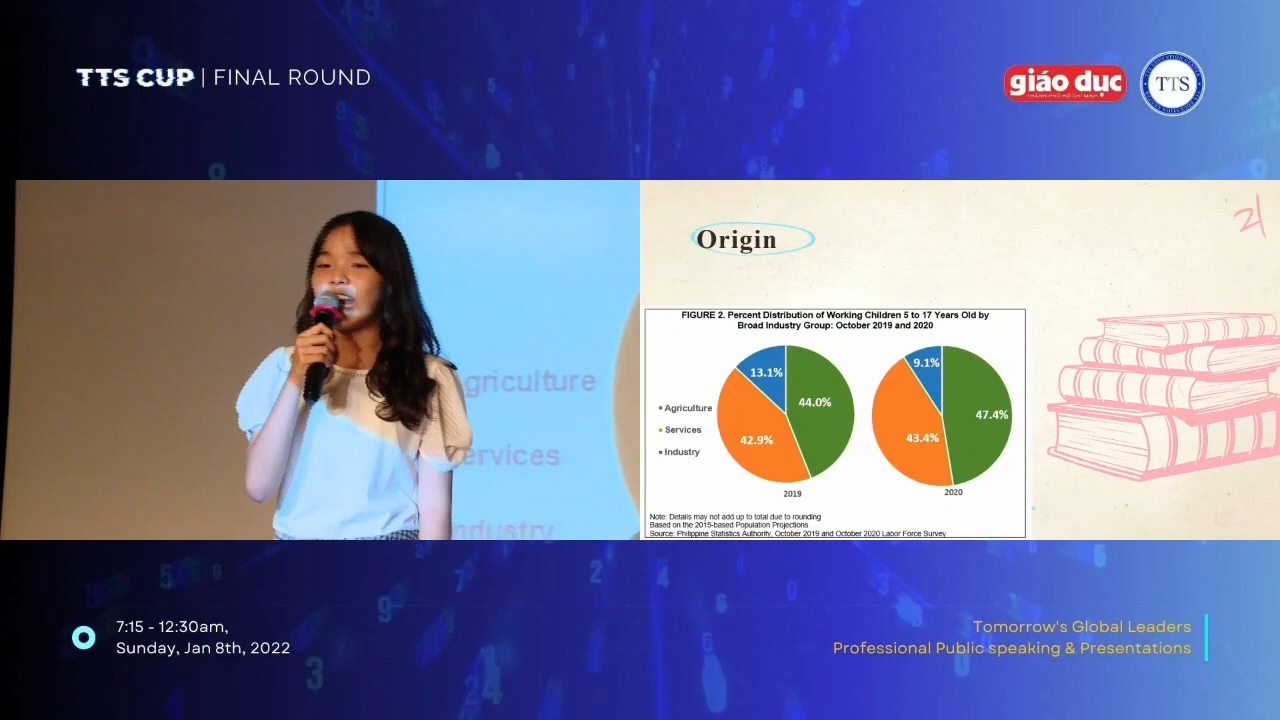 TTS CUP | FINAL ROUND
giáo dục
TTS
griculture
ervices
ndustry
Origin
FIGURE 2. Percent Distribution of Working Children 5 to 17 Years Old by
Broad Industry Group: October 2019 and 2020
Agriculture
Services
Industry
13.1%
44.0%
42.9%
2019
9.1%
47.4%
43.4%
2020
Note: Details may not add up to total due to rounding
Based on the 2015-based Population Projections
Source: Philippine Statistics Authority, October 2019 and October 2020 Labor Force Survey
7:15 - 12:30am,
Sunday, Jan 8th, 2022
Tomorrow's Global Leaders
Professional Public speaking & Presentations